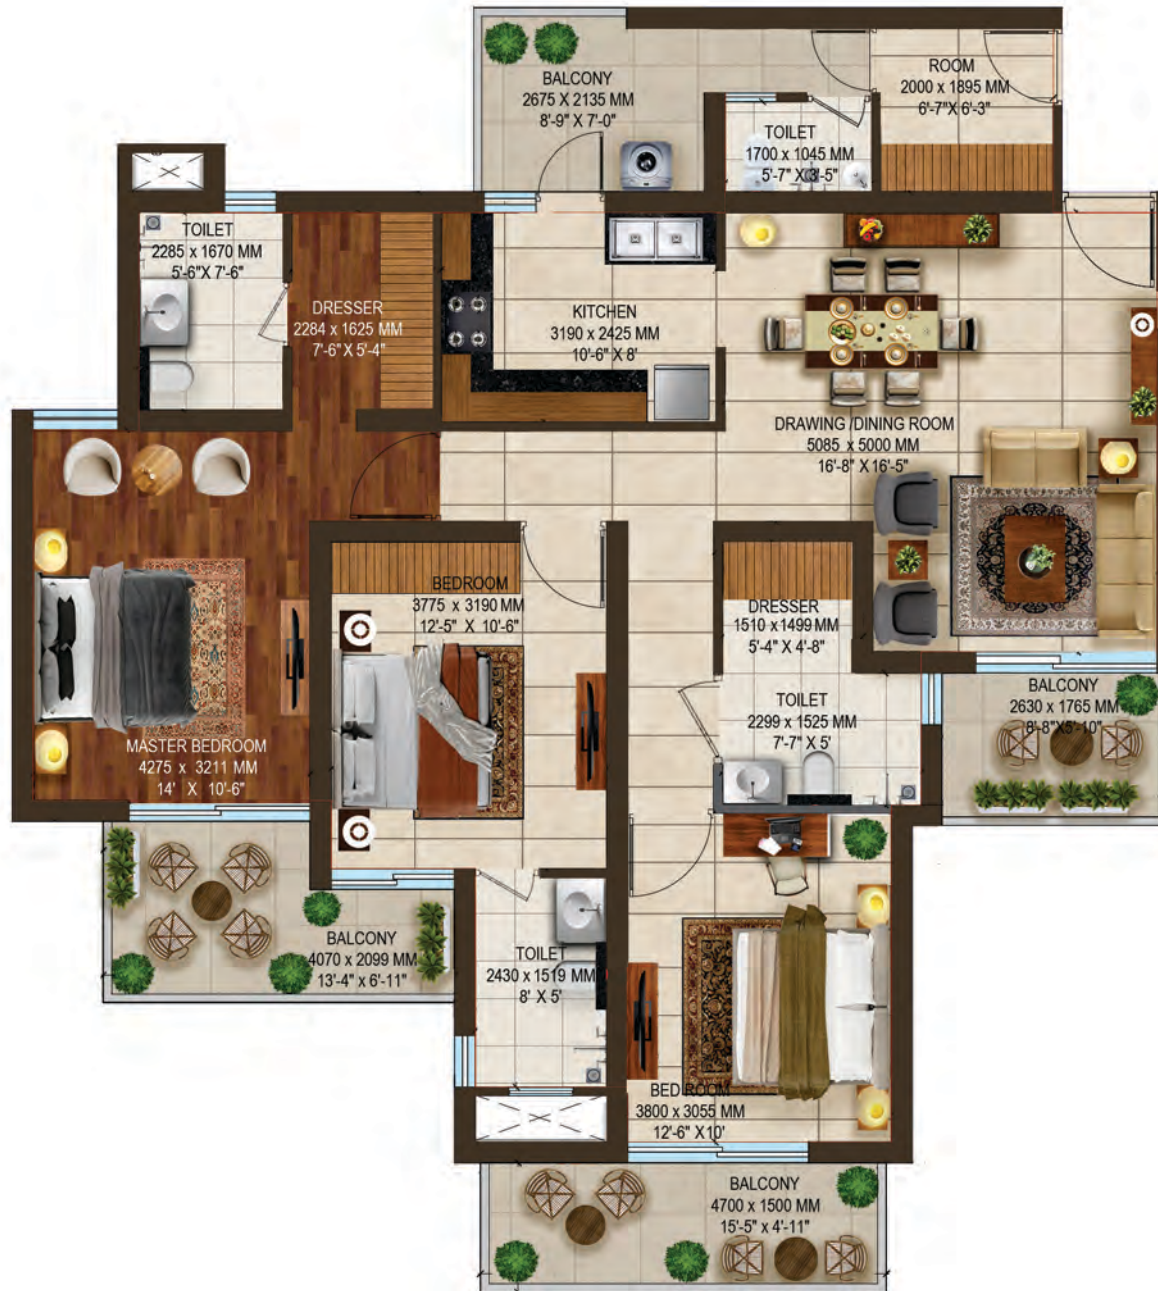 BALCONY
2675 X 2135 MM
8'-9" X 7'-0"
ROOM
2000 x 1895 MM
6'-7"X 6'-3"
TOILET
1700 x 1045 MM
5'-7" X 3'-5"
TOILET
2285 x 1670 MM
5'-6"X 7'-6"
DRESSER
2284 x 1625 MM
7'-6" X 5'-4"
KITCHEN
3190 x 2425 MM
10'-6" X 8'
DRAWING /DINING ROOM
5085 x 5000 MM
16'-8" X 16'-5"
BEDROOM
3775 x 3190 MM
12'-5" X 10'-6"
DRESSER
1510 x 1499 MM
5'-4" X 4'-8"
TOILET
2299 x 1525 MM
7'-7" X 5'
BALCONY
2630 x 1765 MM
8'-8"X5'-10"
MASTER BEDROOM
4275 x 3211 MM
14' X 10'-6"
BALCONY
4070 x 2099 MM
13'-4" x 6'-11"
TOILET
2430 x 1519 MM
8' X 5'
BED ROOM
3800 x 3055 MM
12'-6" X10'
BALCONY
4700 x 1500 MM
15'-5" x 4'-11"